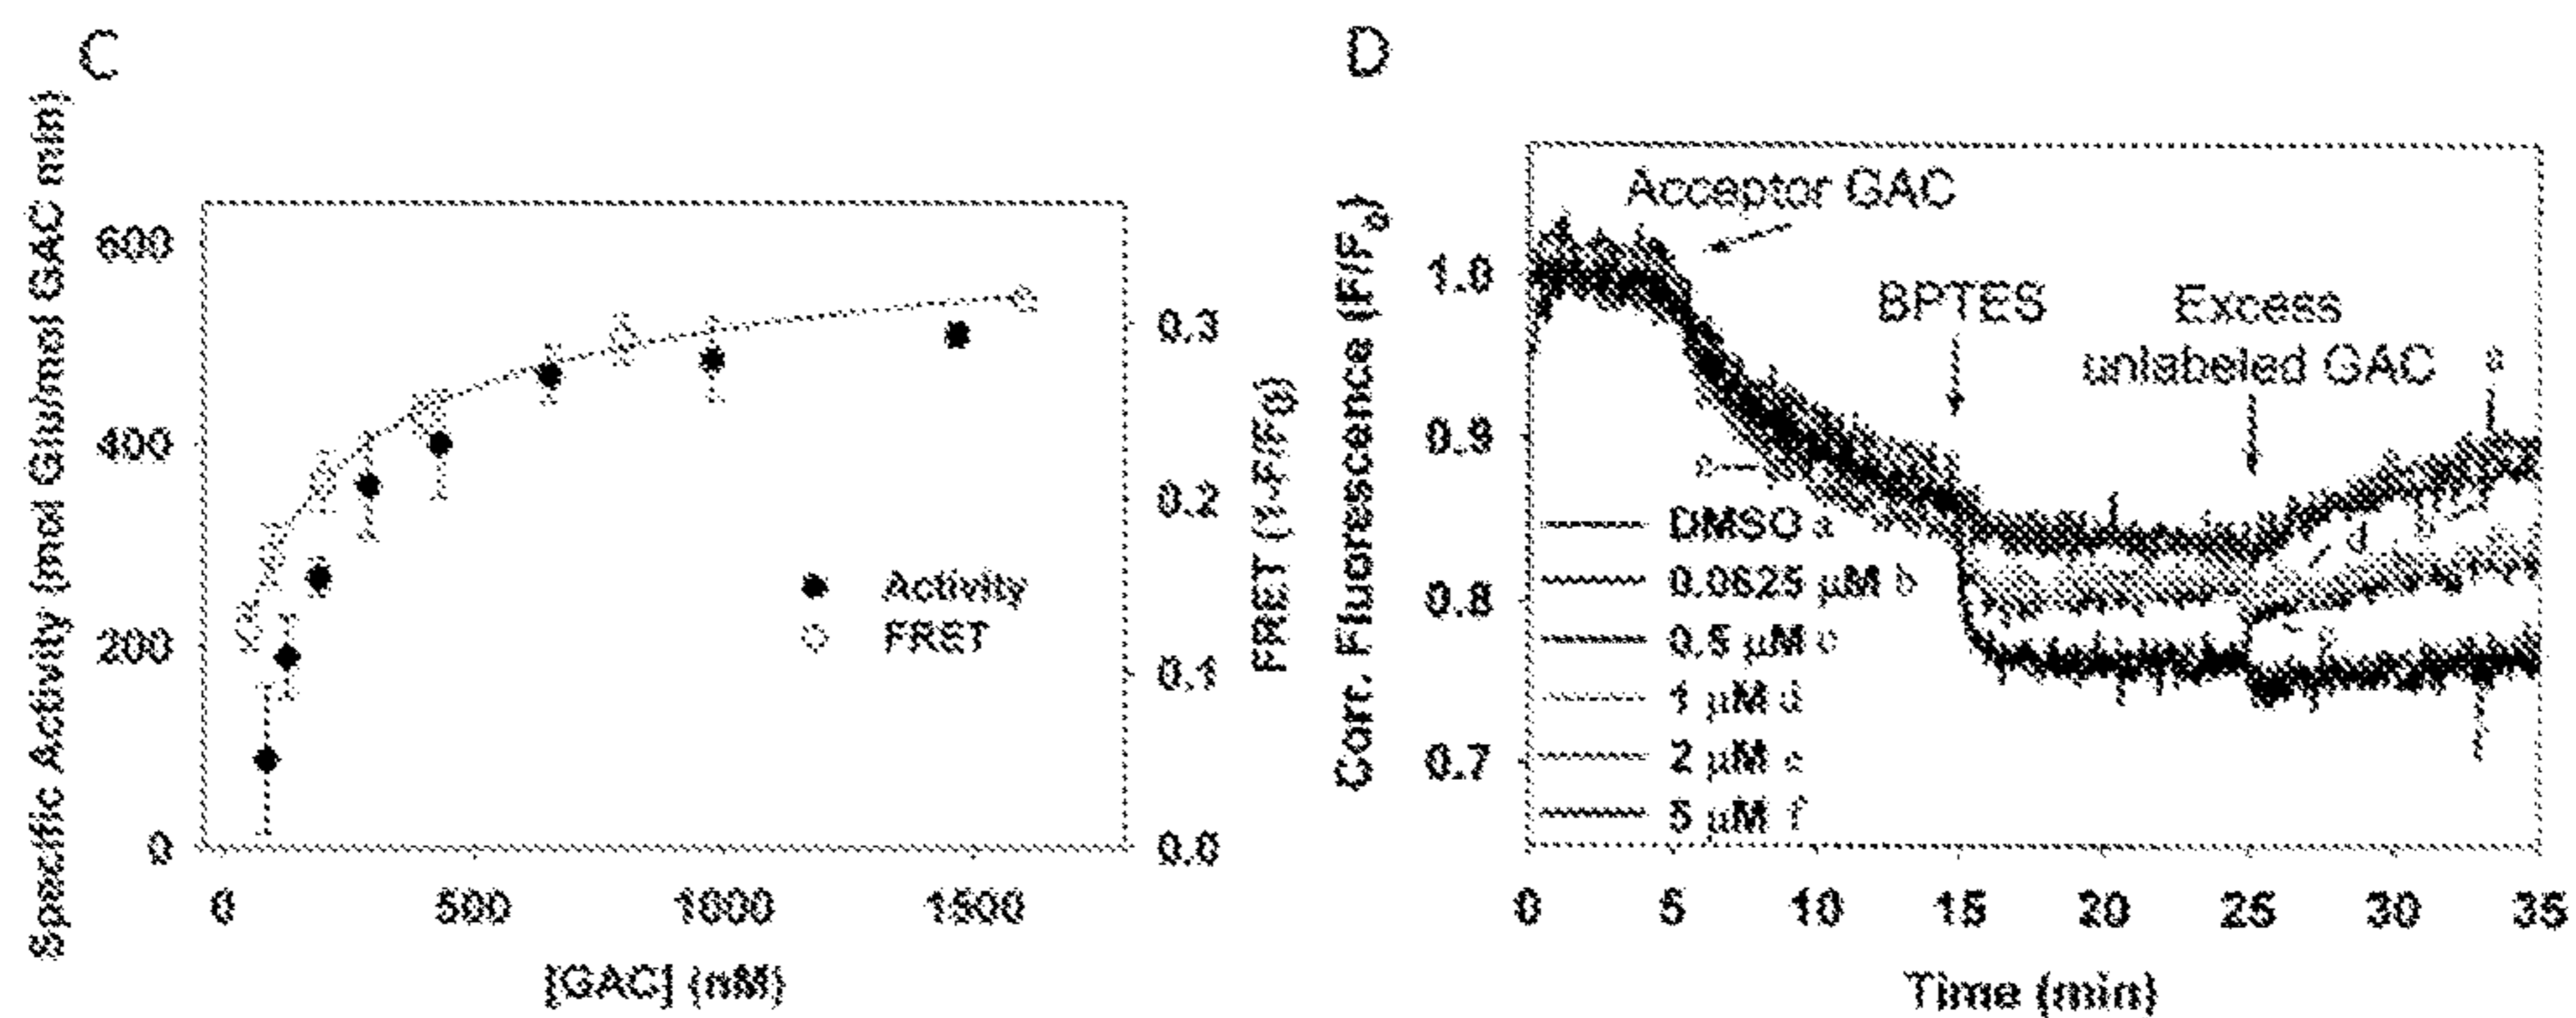 C
Specific Activity (mol Glu/mol GAC min)
600
400
200
0
0.3
0.2
0.1
0.0
FRET (1-F/F0)
Activity
FRET
0
500
1000
1500
[GAC] (nM)
D
Corr. Fluorescence (F/F0)
1.0
0.9
0.8
0.7
Acceptor GAC
BPTES
Excess
unlabeled GAC
DMSO a
0.0625 µM b
0.5 µM c
1 µM d
2 µM e
5 µM f
a
d
0
5
10
15
20
25
30
35
Time (min)